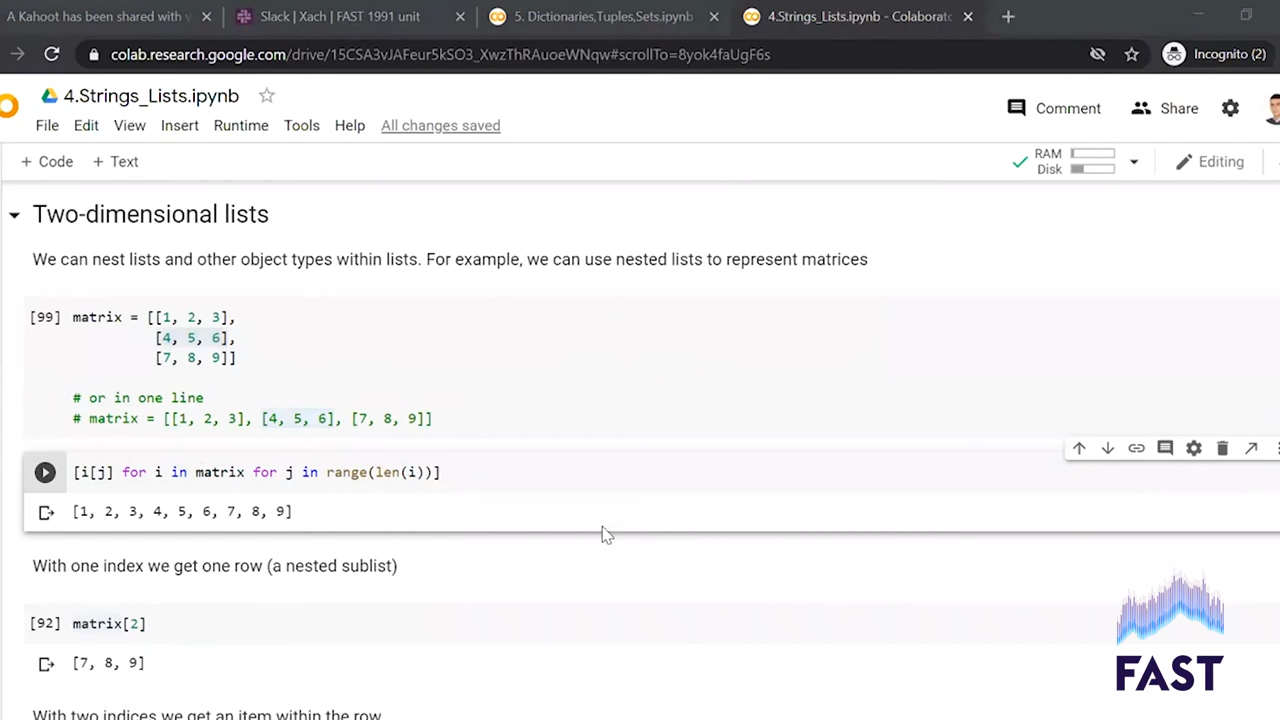 A Kahoot has been shared with y
Slack | Xach | FAST 1991 unit
5. Dictionaries,Tuples,Sets.ipynb
4.Strings_Lists.ipynb - Colaborato
colab.research.google.com/drive/15CSA3vJAFeur5kSO3_XwzThRAuoeWNqw#scrollTo=8yok4faUgF6s
Incognito (2)
4.Strings_Lists.ipynb
Comment
Share
File Edit View Insert Runtime Tools Help All changes saved
+ Code + Text
RAM
Disk
Editing
Two-dimensional lists
We can nest lists and other object types within lists. For example, we can use nested lists to represent matrices
[99] matrix = [[1, 2, 3],
[4, 5, 6],
[7, 8, 9]]
# or in one line
# matrix = [[1, 2, 3], [4, 5, 6], [7, 8, 9]]
[i[j] for i in matrix for j in range(len(i))]
[1, 2, 3, 4, 5, 6, 7, 8, 9]
With one index we get one row (a nested sublist)
[92] matrix[2]
[7, 8, 9]
With two indices we get an item within the row
FAST